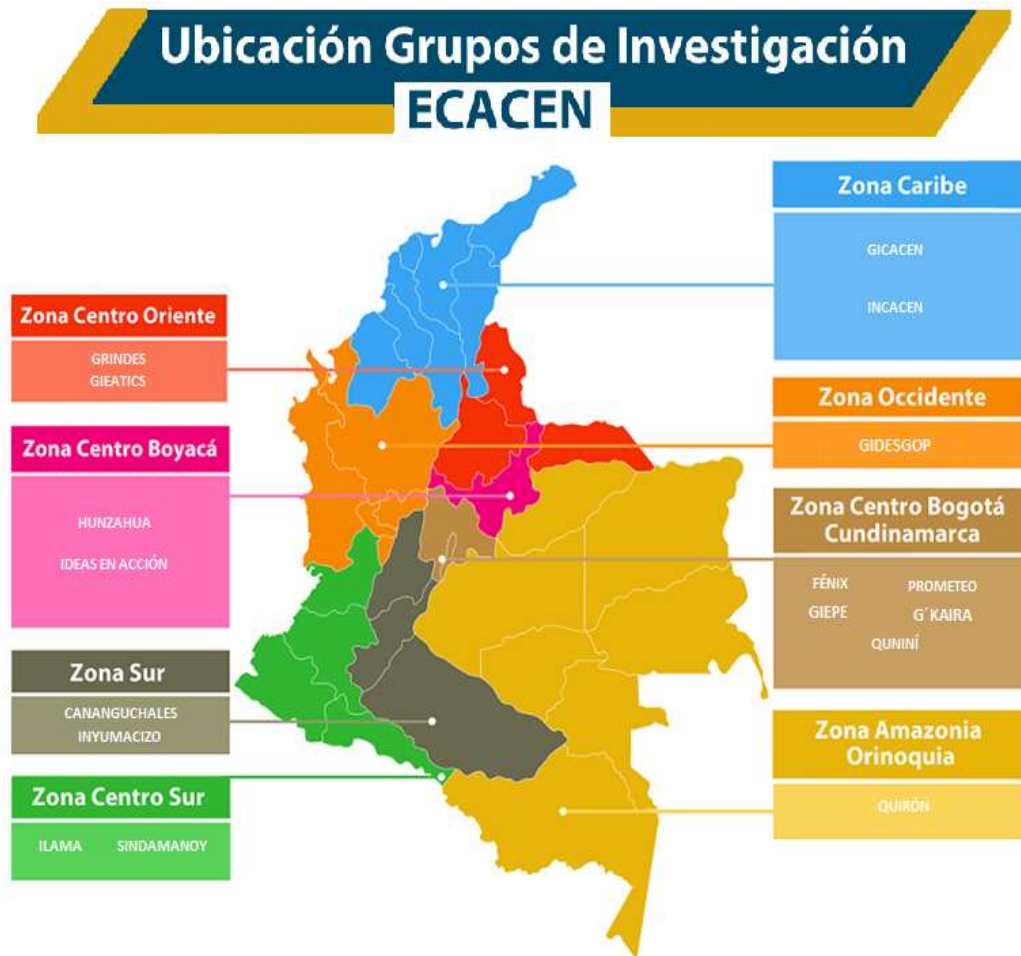 Ubicación Grupos de Investigación
ECACEN
Zona Caribe
GICACEN
INCACEN
Zona Centro Oriente
GRINDES
GIEATICS
Zona Occidente
GIDESGOP
Zona Centro Boyacá
HUNZAHUA
IDEAS EN ACCIÓN
Zona Centro Bogotá
Cundinamarca
FÉNIX PROMETEO
GIEPE G´KAIRA
QUNINÍ
Zona Sur
CANANGUCHALES
INYUMACIZO
Zona Amazonia
Orinoquia
QUIRÓN
Zona Centro Sur
ILAMA SINDAMANOY